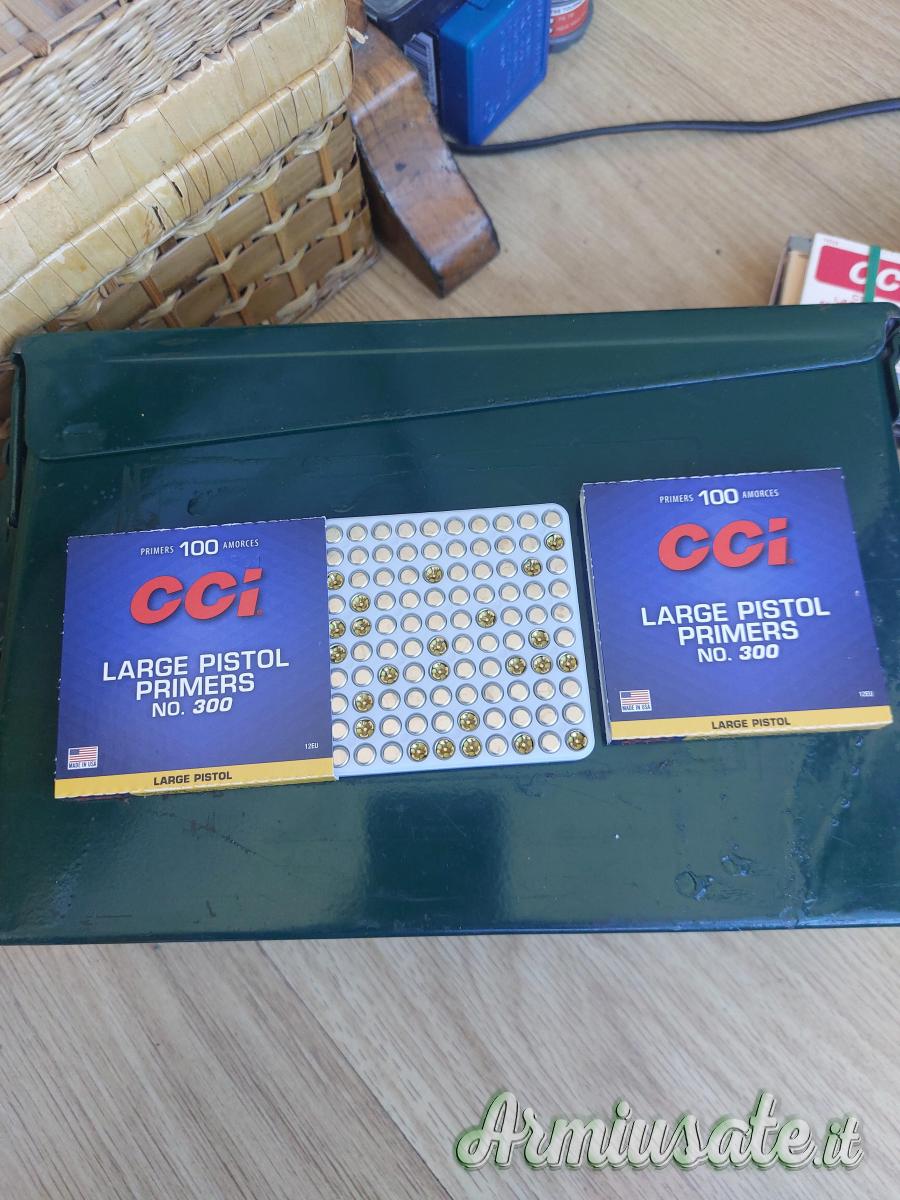 PRIMERS 100 AMORCES
CCI
LARGE PISTOL
PRIMERS
NO. 300
MADE IN USA
12EU
LARGE PISTOL
PRIMERS 100 AMORCES
CCI
LARGE PISTOL
PRIMERS
NO. 300
MADE IN USA
12EU
LARGE PISTOL
CC
Armiusate.it